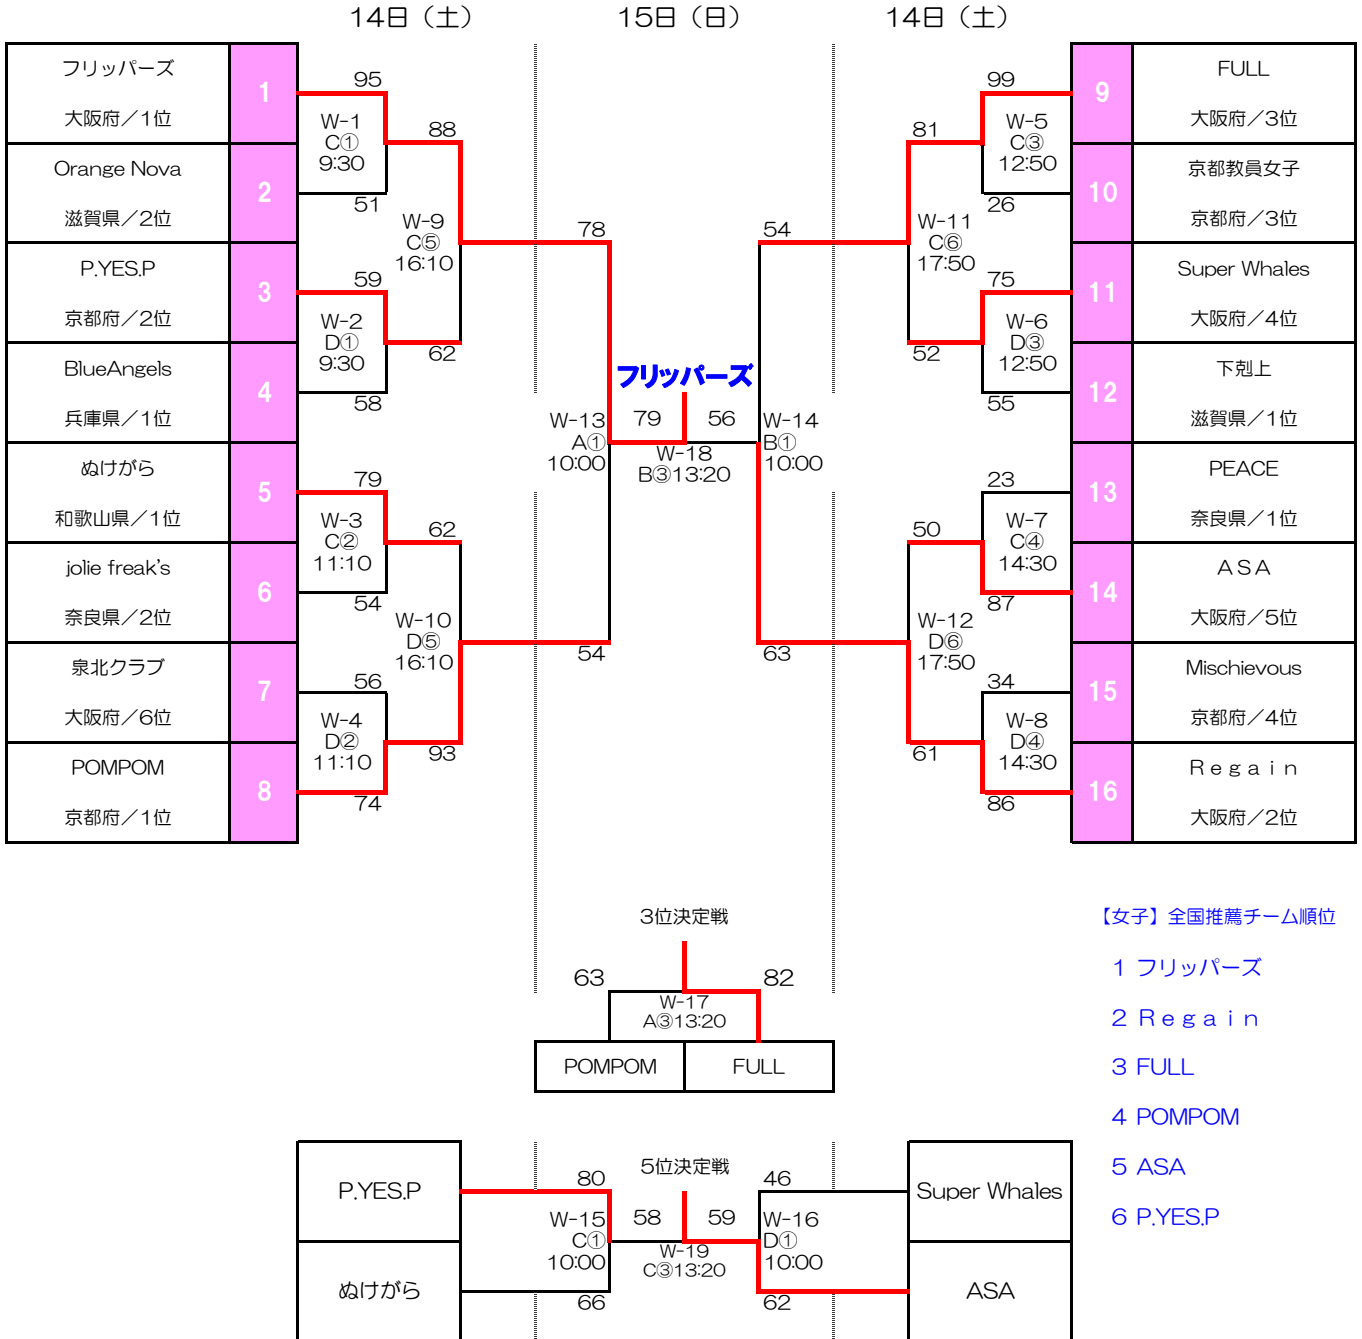 14日（土）
15日（日）
14日（土）
フリッパーズ
大阪府／1位
1
Orange Nova
滋賀県／2位
2
P.YES.P
京都府／2位
3
BlueAngels
兵庫県／1位
4
ぬけがら
和歌山県／1位
5
jolie freak's
奈良県／2位
6
泉北クラブ
大阪府／6位
7
POMPOM
京都府／1位
8
95
W-1
C①
9:30
51
59
W-2
D①
9:30
58
79
W-3
C②
11:10
54
56
W-4
D②
11:10
74
88
W-9
C⑤
16:10
62
62
W-10
D⑤
16:10
93
78
W-13
A①
10:00
54
フリッパーズ
79
56
W-18
B③13:20
54
W-14
B①
10:00
63
81
W-11
C⑥
17:50
52
50
W-12
D⑥
17:50
61
99
W-5
C③
12:50
26
75
W-6
D③
12:50
55
23
W-7
C④
14:30
87
34
W-8
D④
14:30
86
9
FULL
大阪府／3位
10
京都教員女子
京都府／3位
11
Super Whales
大阪府／4位
12
下剋上
滋賀県／1位
13
PEACE
奈良県／1位
14
ＡＳＡ
大阪府／5位
15
Mischievous
京都府／4位
16
Ｒｅｇａｉｎ
大阪府／2位
3位決定戦
63
82
W-17
A③13:20
POMPOM
FULL
【女子】全国推薦チーム順位
1 フリッパーズ
2 Ｒｅｇａｉｎ
3 FULL
4 POMPOM
5 ASA
6 P.YES.P
P.YES.P
ぬけがら
80
W-15
C①
10:00
66
5位決定戦
58
59
W-19
C③13:20
46
W-16
D①
10:00
62
Super Whales
ASA